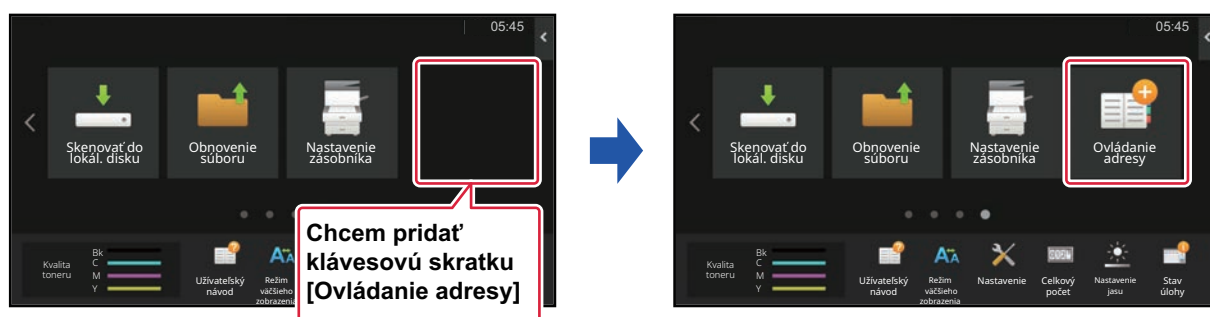 05:45
Skenovať do
lokál. disku
Obnovenie
súboru
Nastavenie
zásobníka
Chcem pridať
klávesovú skratku
[Ovládanie adresy]
Kvalita
toneru
Bk
C
M
Y
Užívateľský
návod
Režim
väčšieho
zobrazenia
05:45
Skenovať do
lokál. disku
Obnovenie
súboru
Nastavenie
zásobníka
Ovládanie
adresy
Kvalita
toneru
Bk
C
M
Y
Užívateľský
návod
Režim
väčšieho
zobrazenia
Nastavenie
Celkový
počet
Nastavenie
jasu
Stav
úlohy